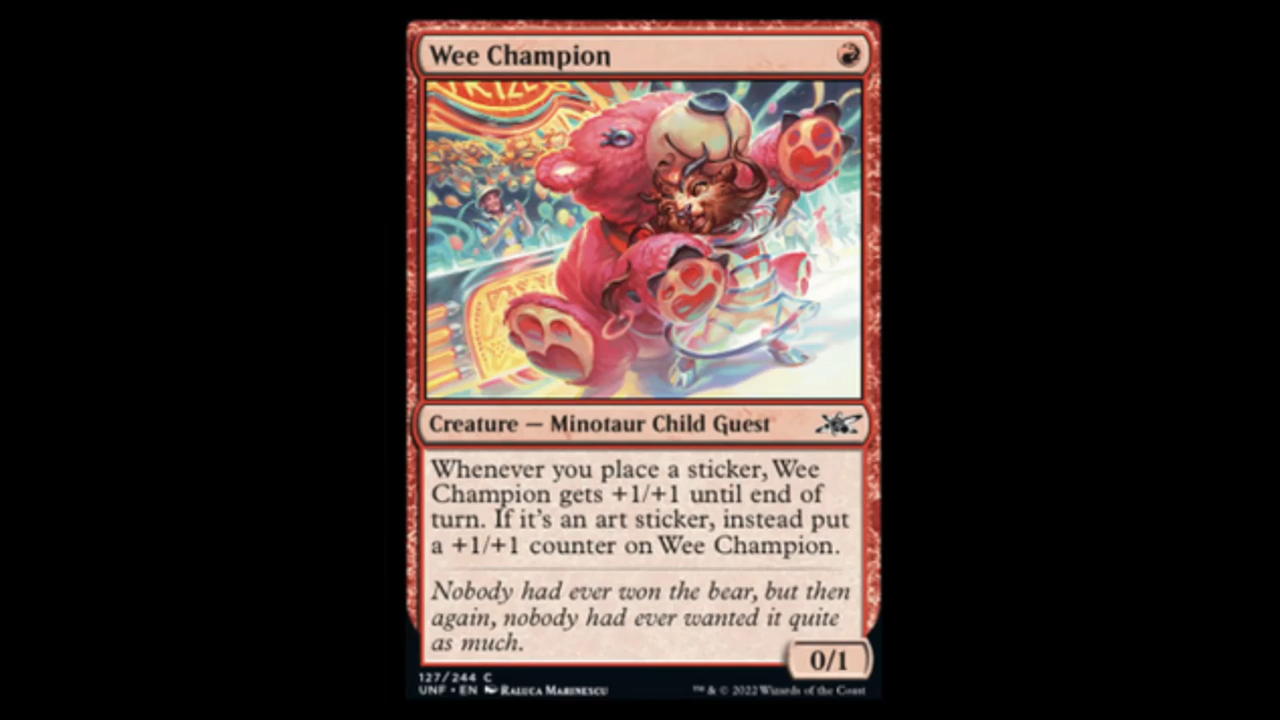 Wee Champion
Creature — Minotaur Child Guest
Whenever you place a sticker, Wee
Champion gets +1/+1 until end of
turn. If it's an art sticker, instead put
a +1/+1 counter on Wee Champion.
Nobody had ever won the bear, but then
again, nobody had ever wanted it quite
as much.
0/1
127/244 C
UNF • EN Raluca Marinescu
™ & © 2022 Wizards of the Coast